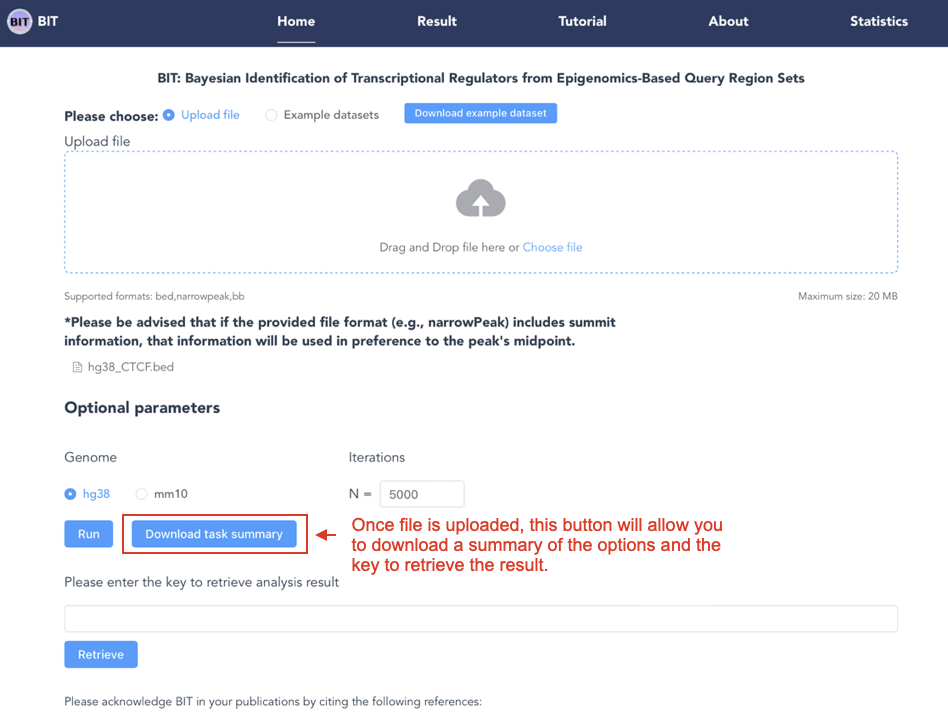 BIT BIT Home Result Tutorial About Statistics
BIT: Bayesian Identification of Transcriptional Regulators from Epigenomics-Based Query Region Sets
Please choose: Upload file Example datasets Download example dataset
Upload file
Drag and Drop file here or Choose file
Supported formats: bed,narrowpeak,bb Maximum size: 20 MB
*Please be advised that if the provided file format (e.g., narrowPeak) includes summit
information, that information will be used in preference to the peak's midpoint.
hg38_CTCF.bed
Optional parameters
Genome Iterations
hg38 mm10 N = 5000
Run Download task summary
Once file is uploaded, this button will allow you
to download a summary of the options and the
key to retrieve the result.
Please enter the key to retrieve analysis result
Retrieve
Please acknowledge BIT in your publications by citing the following references: